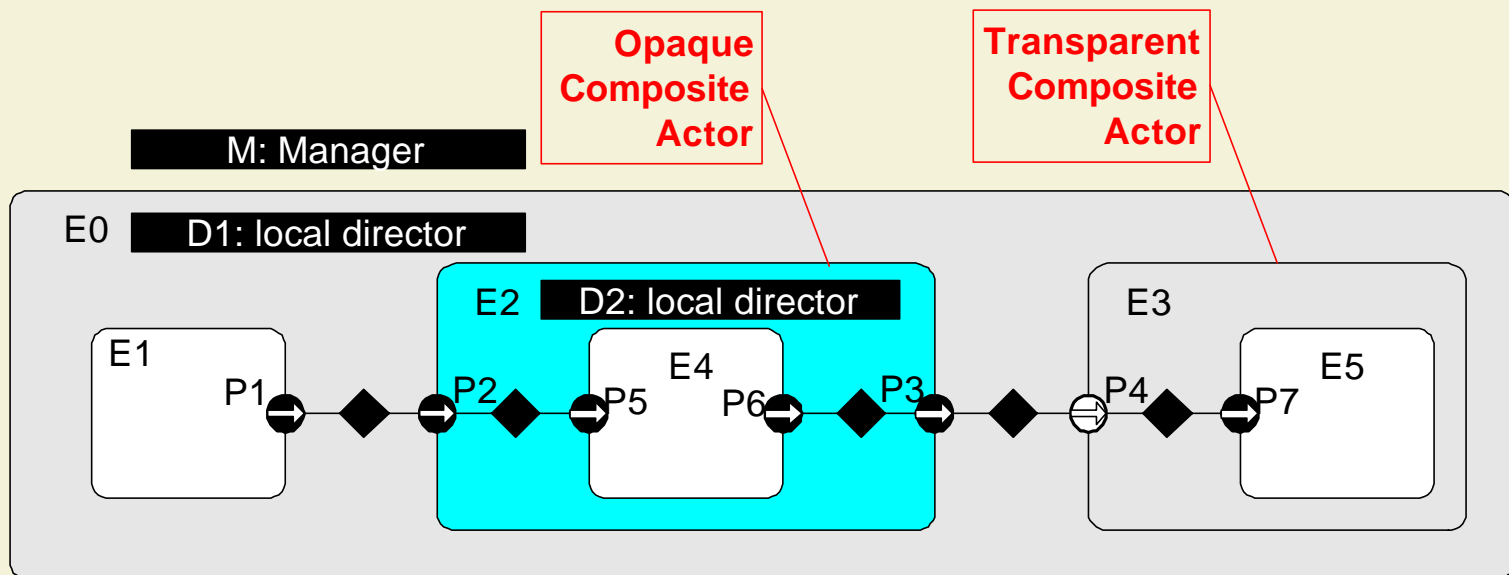 Opaque
Composite
Actor
Transparent
Composite
Actor
M: Manager
E0
D1: local director
E2
D2: local director
E3
E1
E4
E5
P1
P2
P5
P6
P3
P4
P7